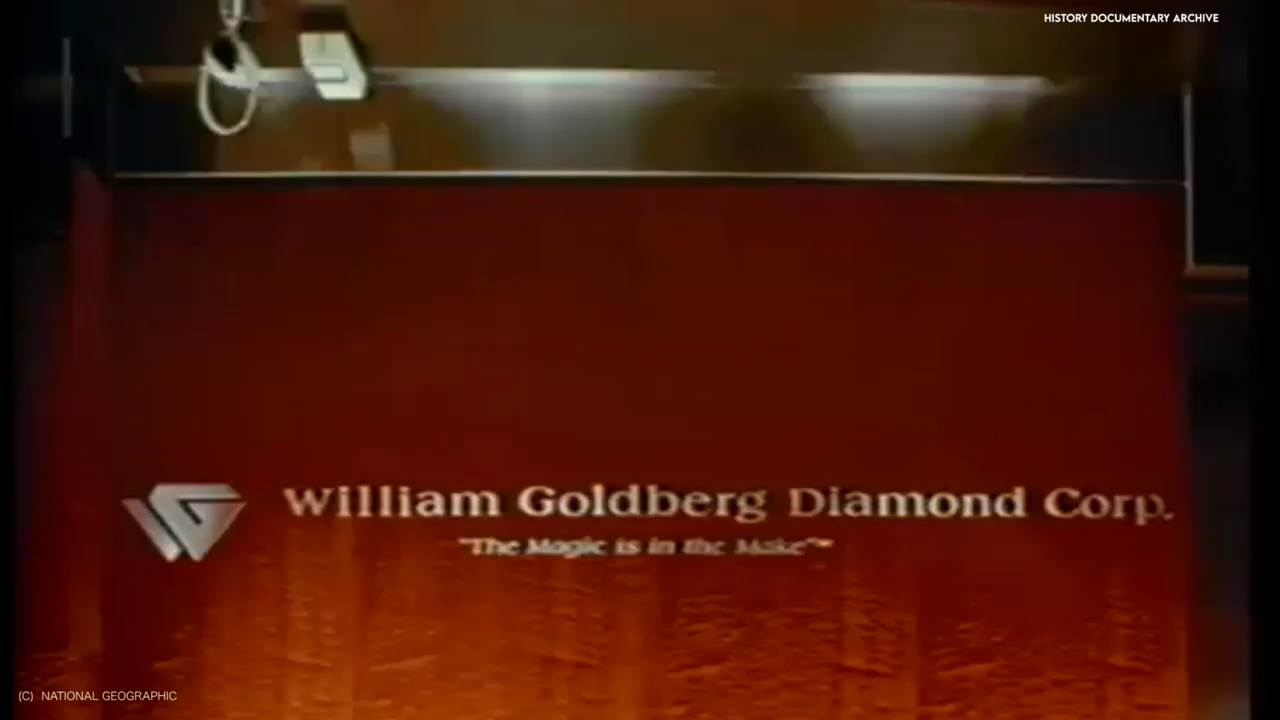 HISTORY DOCUMENTARY ARCHIVE
William Goldberg Diamond Corp.
"The Magic is in the Make"™
(C) NATIONAL GEOGRAPHIC